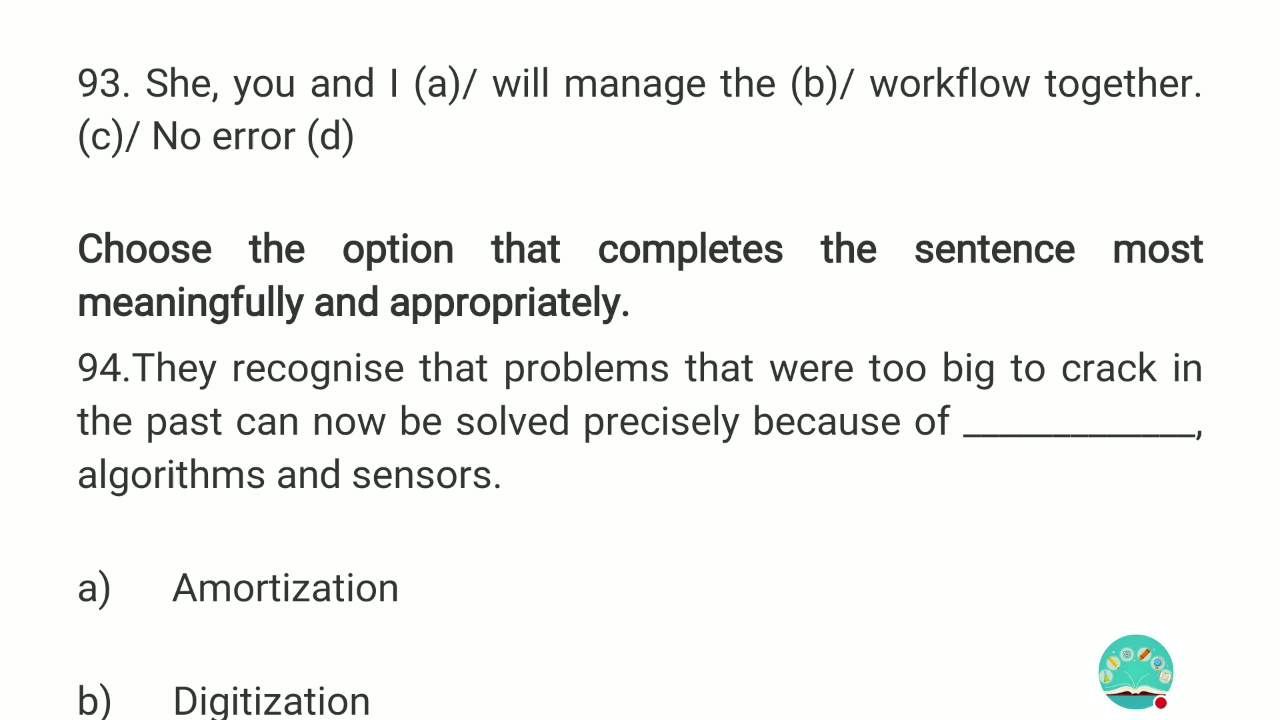 93. She, you and I (a)/ will manage the (b)/ workflow together.
(c)/ No error (d)
Choose the option that completes the sentence most
meaningfully and appropriately.
94.They recognise that problems that were too big to crack in
the past can now be solved precisely because of _____________,
algorithms and sensors.
a) Amortization
b) Digitization